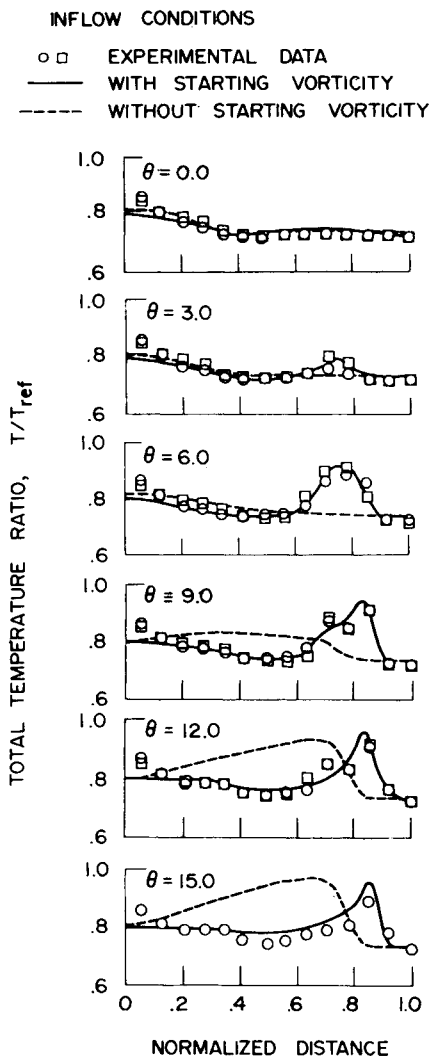 INFLOW CONDITIONS
EXPERIMENTAL DATA
WITH STARTING VORTICITY
WITHOUT STARTING VORTICITY
1.0
θ = 0.0
.8
.6
1.0
θ = 3.0
.8
.6
1.0
θ = 6.0
.8
.6
1.0
θ = 9.0
.8
.6
1.0
θ = 12.0
.8
.6
1.0
θ = 15.0
.8
.6
0 .2 .4 .6 .8 1.0
NORMALIZED DISTANCE
TOTAL TEMPERATURE RATIO, T/Tref